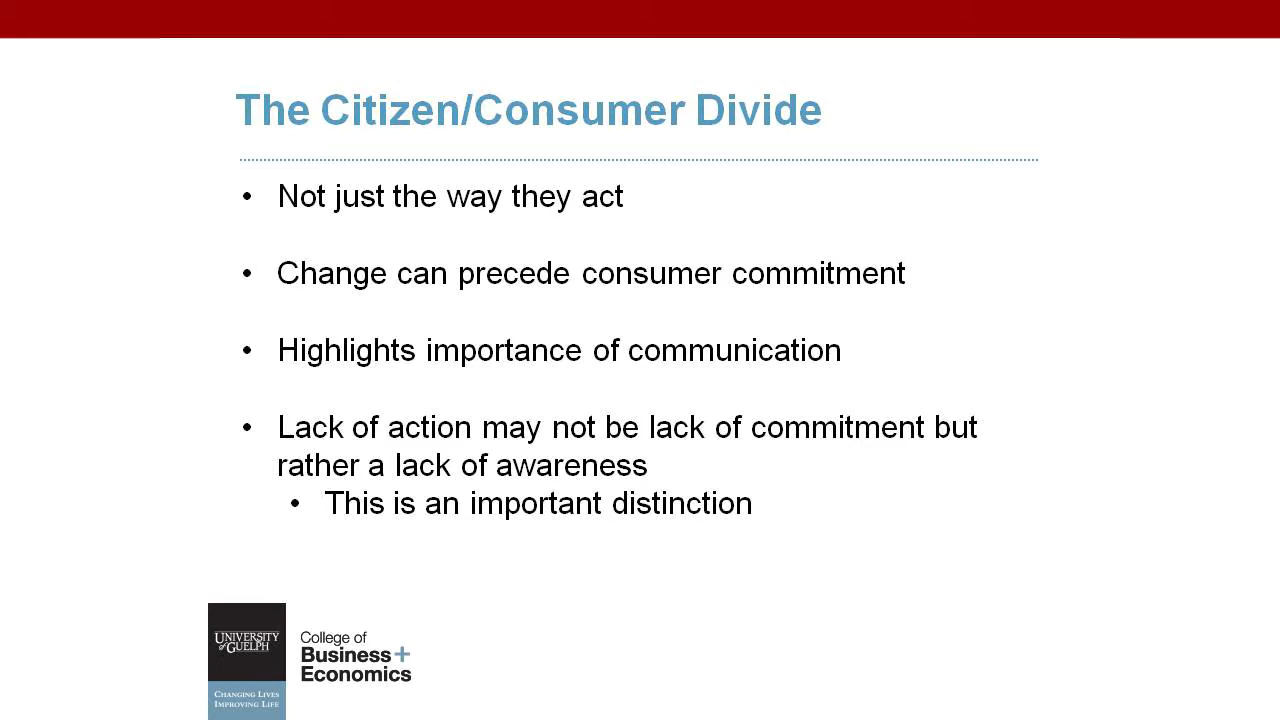 The Citizen/Consumer Divide
• Not just the way they act
• Change can precede consumer commitment
• Highlights importance of communication
• Lack of action may not be lack of commitment but
rather a lack of awareness
• This is an important distinction
UNIVERSITY
of GUELPH
CHANGING LIVES
IMPROVING LIFE
College of
Business+
Economics